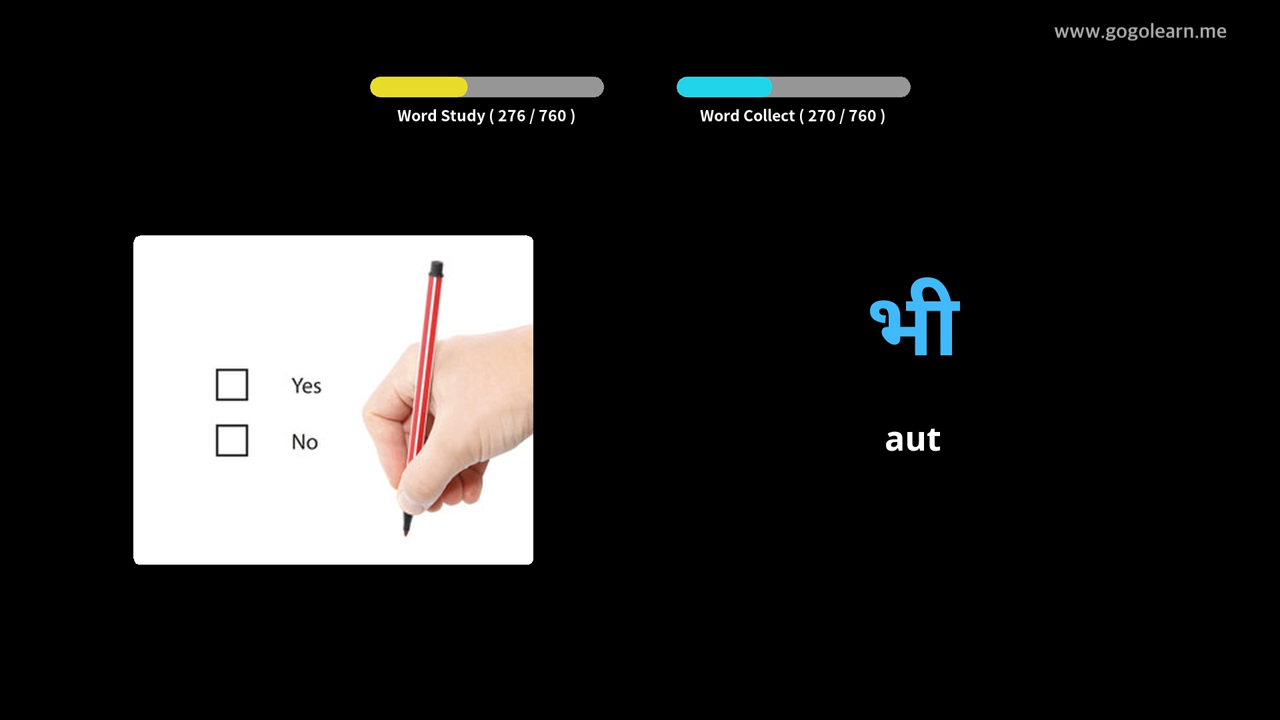 www.gogolearn.me
Word Study ( 276 / 760 )
Word Collect ( 270 / 760 )
Yes
No
भी
aut